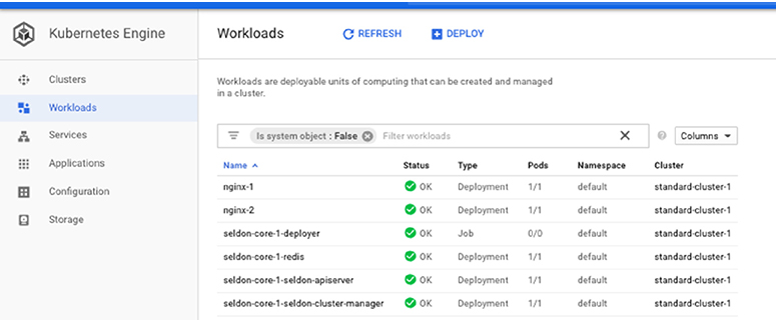 Kubernetes Engine
Workloads
REFRESH
DEPLOY
Clusters
Workloads
Services
Applications
Configuration
Storage
Workloads are deployable units of computing that can be created and managed
in a cluster.
Is system object : False Filter workloads
Columns
Name Status Type Pods Namespace Cluster
nginx-1 OK Deployment 1/1 default standard-cluster-1
nginx-2 OK Deployment 1/1 default standard-cluster-1
seldon-core-1-deployer OK Job 0/0 default standard-cluster-1
seldon-core-1-redis OK Deployment 1/1 default standard-cluster-1
seldon-core-1-seldon-apiserver OK Deployment 1/1 default standard-cluster-1
seldon-core-1-seldon-cluster-manager OK Deployment 1/1 default standard-cluster-1